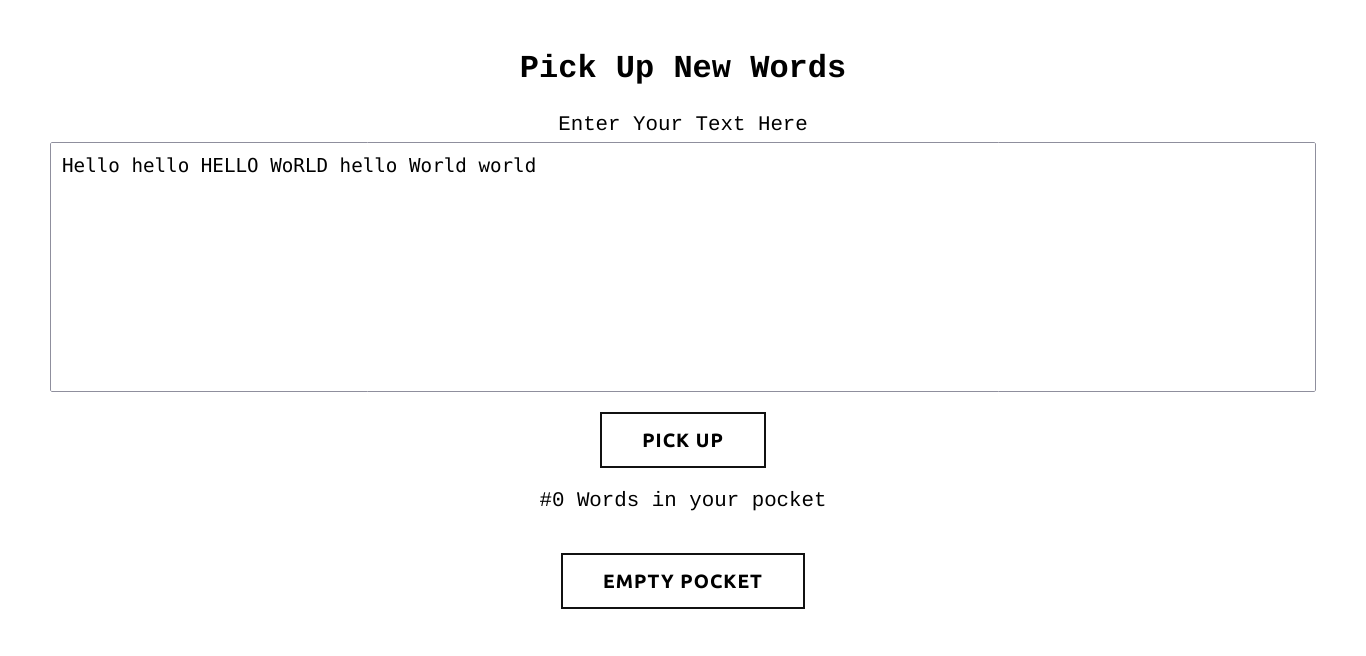 Pick Up New Words
Enter Your Text Here
Hello hello HELLO WoRLD hello World world
PICK UP
#0 Words in your pocket
EMPTY POCKET